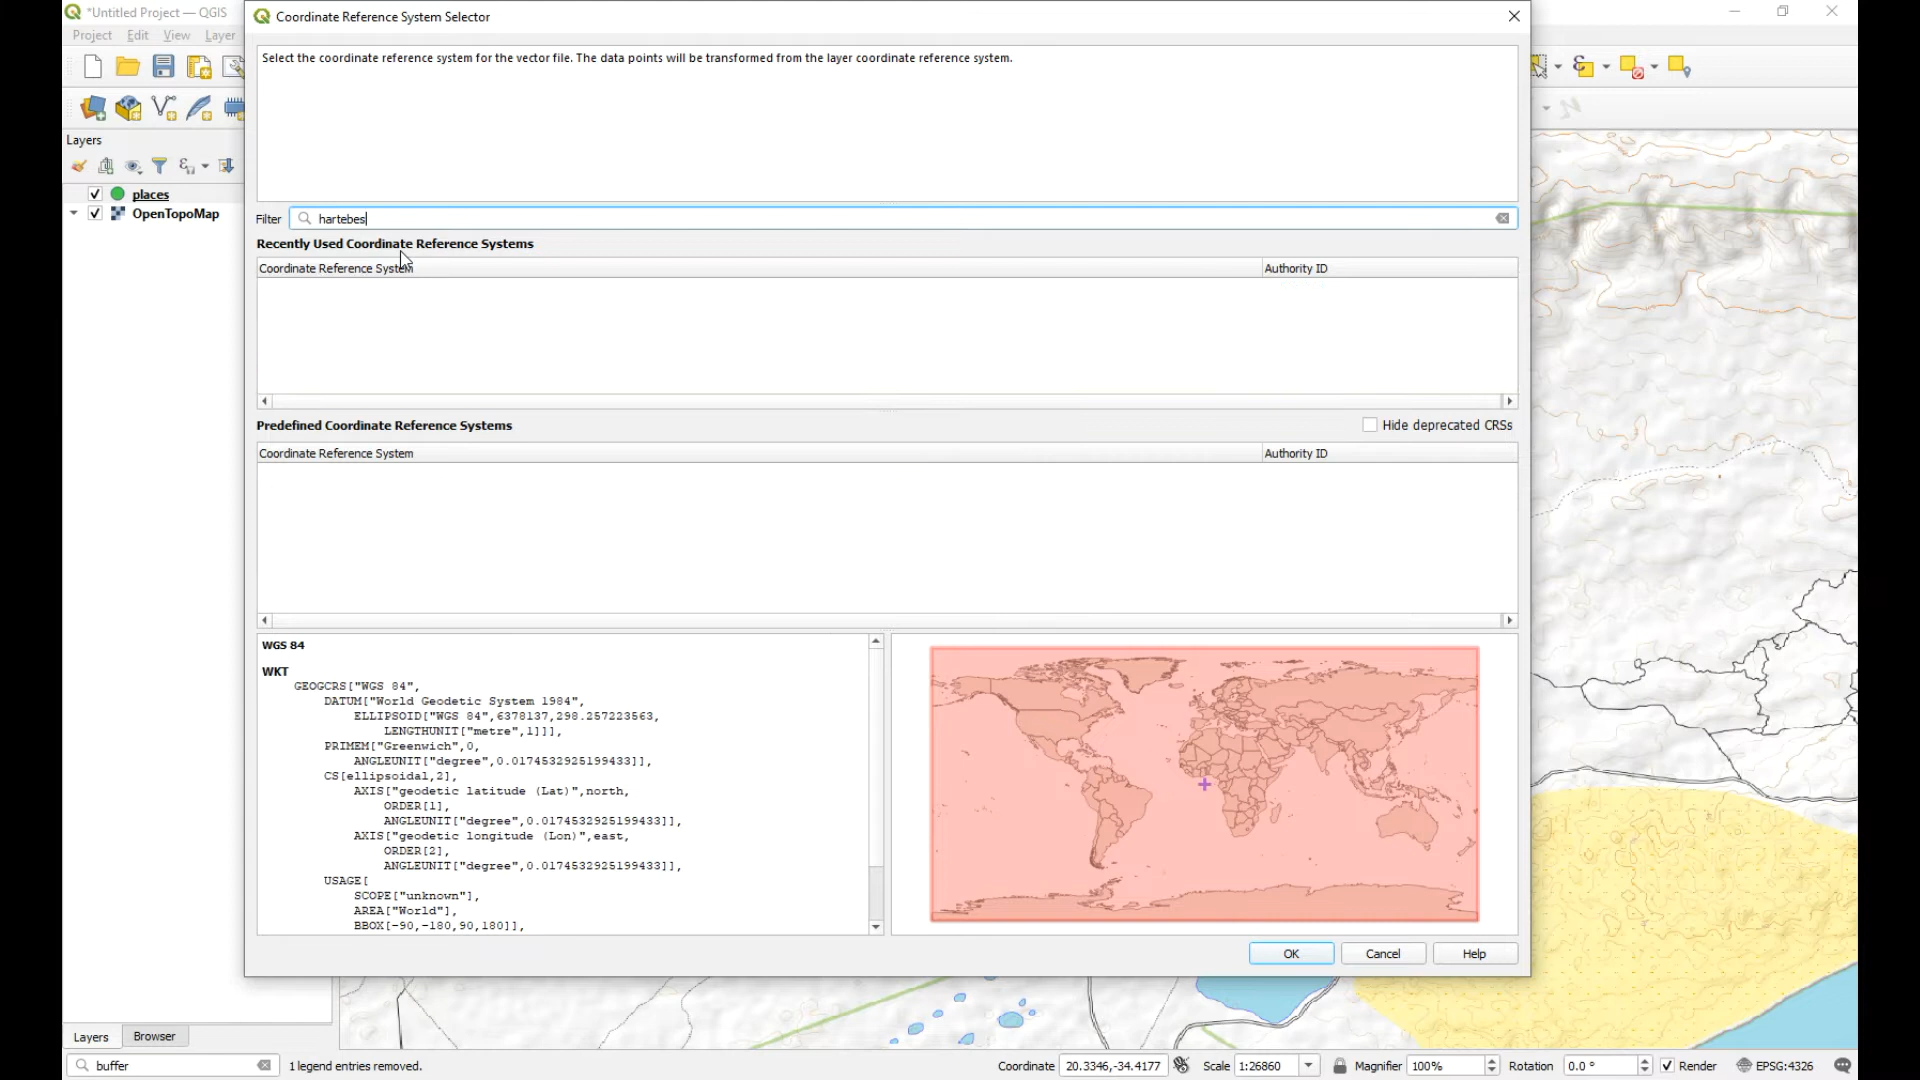 *Untitled Project — QGIS
Coordinate Reference System Selector
Project Edit View Layer
Select the coordinate reference system for the vector file. The data points will be transformed from the layer coordinate reference system.
Layers
places
OpenTopoMap
Filter hartebes
Recently Used Coordinate Reference Systems
Coordinate Reference System Authority ID
Predefined Coordinate Reference Systems Hide deprecated CRSs
Coordinate Reference System Authority ID
WGS 84
WKT
GEOGCRS["WGS 84",
DATUM["World Geodetic System 1984",
ELLIPSOID["WGS 84",6378137,298.257223563,
LENGTHUNIT["metre",1]]],
PRIMEM["Greenwich",0,
ANGLEUNIT["degree",0.0174532925199433]],
CS[ellipsoidal,2],
AXIS["geodetic latitude (Lat)",north,
ORDER[1],
ANGLEUNIT["degree",0.0174532925199433]],
AXIS["geodetic longitude (Lon)",east,
ORDER[2],
ANGLEUNIT["degree",0.0174532925199433]],
USAGE[
SCOPE["unknown"],
AREA["World"],
BBOX[-90,-180,90,180]],
OK Cancel Help
Layers Browser
buffer 1 legend entries removed. Coordinate 20.3346,-34.4177 Scale 1:26860 Magnifier 100% Rotation 0.0 ° Render EPSG:4326